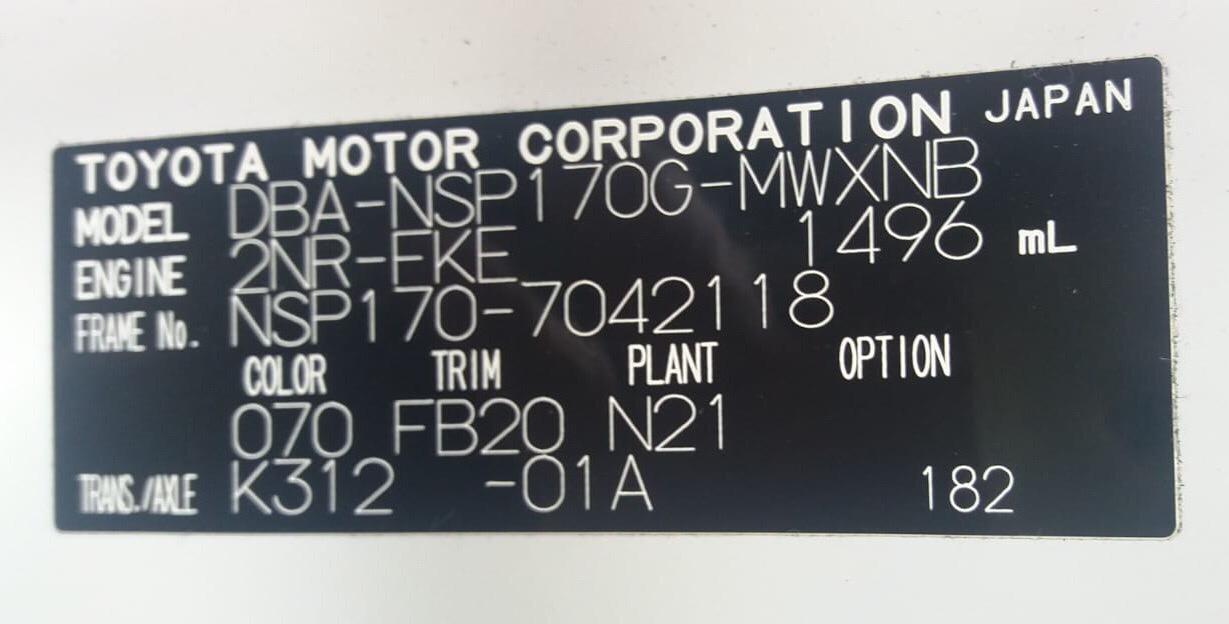 TOYOTA MOTOR CORPORATION JAPAN
MODEL DBA-NSP170G-MWXNB
ENGINE 2NR-FKE 1496 mL
FRAME No. NSP170-7042118
COLOR TRIM PLANT OPTION
070 FB20 N21
TRANS./AXLE K312 -01A 182